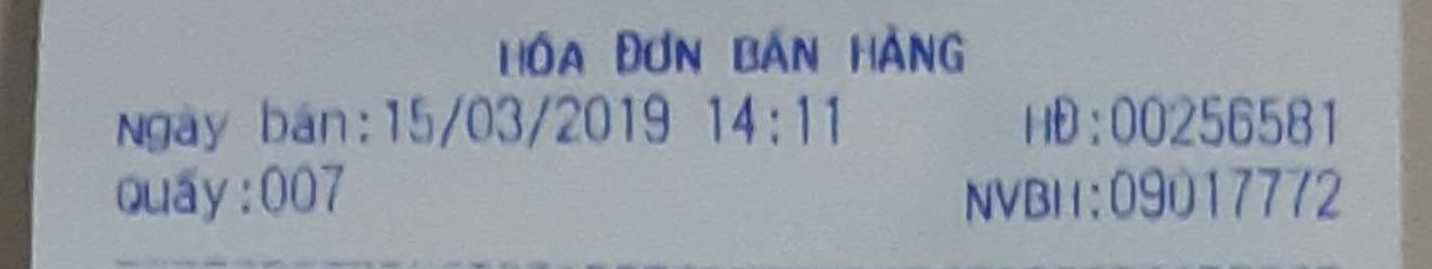 HÓA ĐƠN BÁN HÀNG
Ngày bán:15/03/2019 14:11 HĐ:00256581
Quầy:007 NVBH:09017772